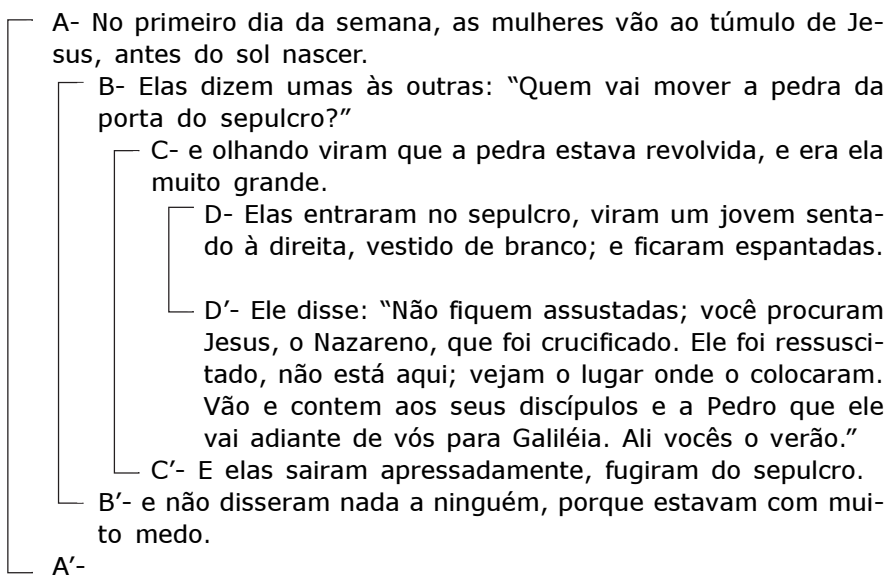 A- No primeiro dia da semana, as mulheres vão ao túmulo de Je-
sus, antes do sol nascer.
B- Elas dizem umas às outras: “Quem vai mover a pedra da
porta do sepulcro?”
C- e olhando viram que a pedra estava revolvida, e era ela
muito grande.
D- Elas entraram no sepulcro, viram um jovem senta-
do à direita, vestido de branco; e ficaram espantadas.
D’- Ele disse: “Não fiquem assustadas; você procuram
Jesus, o Nazareno, que foi crucificado. Ele foi ressusci-
tado, não está aqui; vejam o lugar onde o colocaram.
Vão e contem aos seus discípulos e a Pedro que ele
vai adiante de vós para Galiléia. Ali vocês o verão.”
C’- E elas sairam apressadamente, fugiram do sepulcro.
B’- e não disseram nada a ninguém, porque estavam com mui-
to medo.
A’-